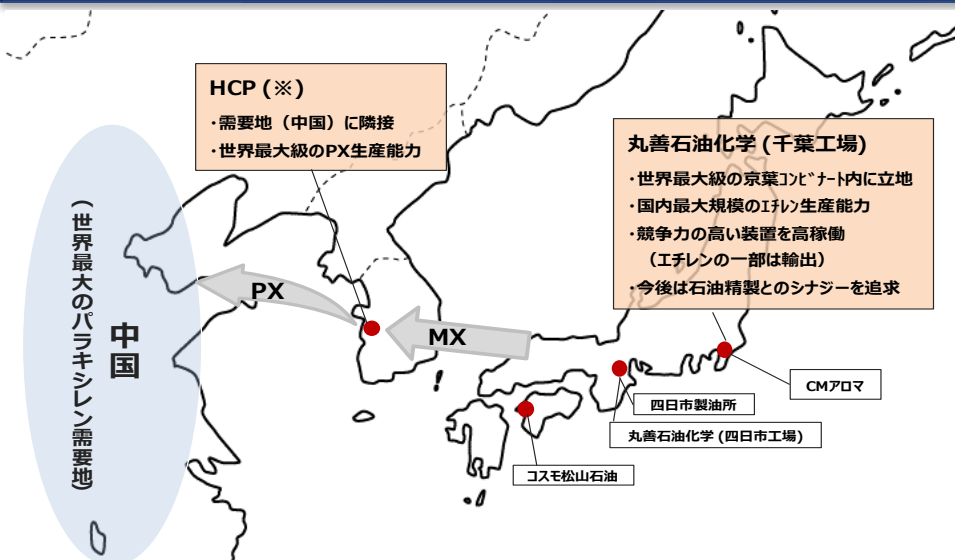 HCP (※)
・需要地（中国）に隣接
・世界最大級のPX生産能力
丸善石油化学 (千葉工場)
・世界最大級の京葉ｺﾝﾋﾞﾅｰﾄ内に立地
・国内最大規模のｴﾁﾚﾝ生産能力
・競争力の高い装置を高稼働
（エチレンの一部は輸出）
・今後は石油精製とのシナジーを追求
中国
(世界最大のパラキシレン需要地)
PX
MX
CMアロマ
四日市製油所
丸善石油化学 (四日市工場)
コスモ松山石油